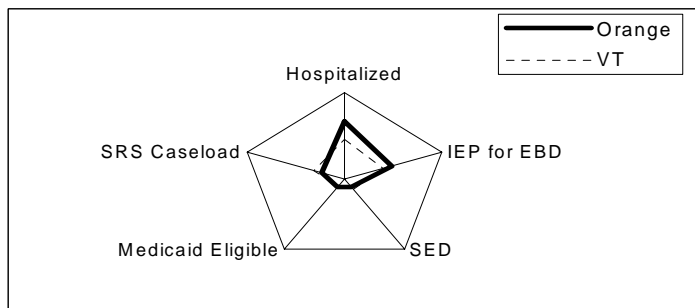 Orange
VT
Hospitalized
SRS Caseload
IEP for EBD
Medicaid Eligible
SED